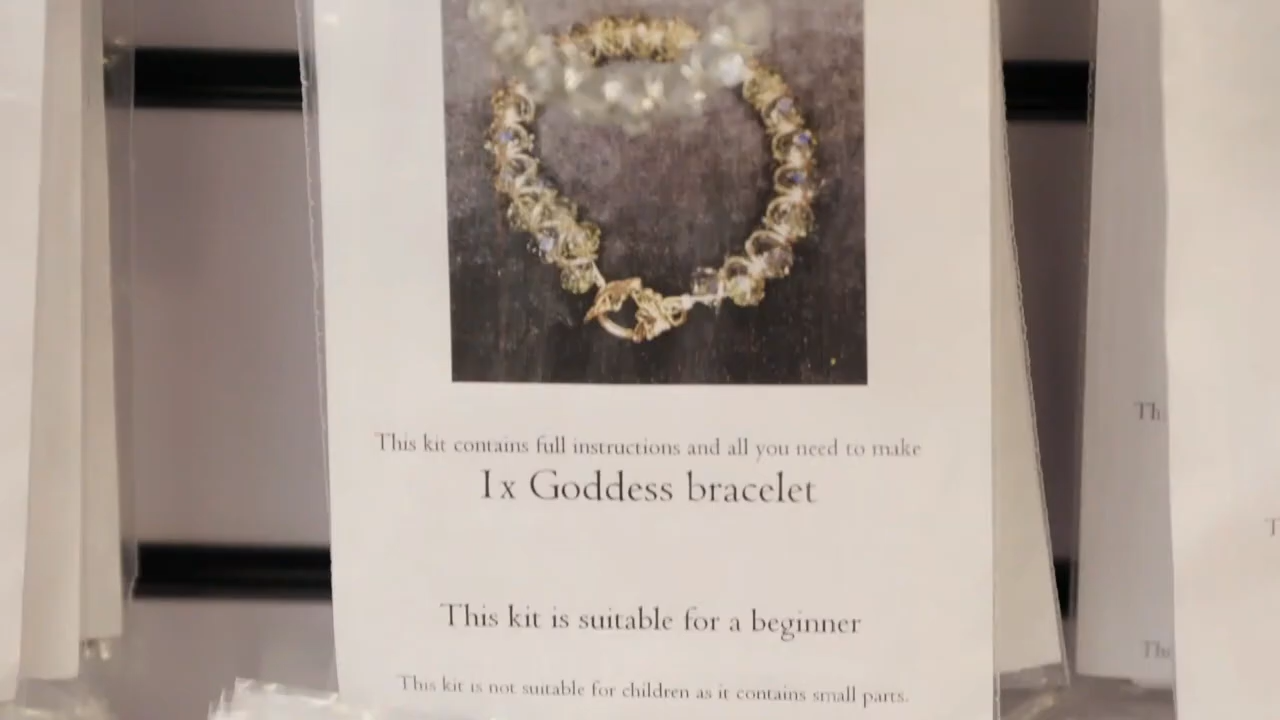 This kit contains full instructions and all you need to make
1x Goddess bracelet
This kit is suitable for a beginner
This kit is not suitable for children as it contains small parts.